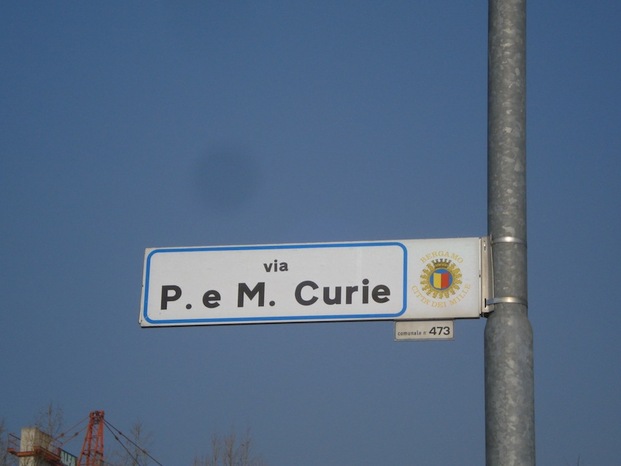 via
P. e M. Curie
BERGAMO
CITTÀ DEI MILLE
comunale n° 473